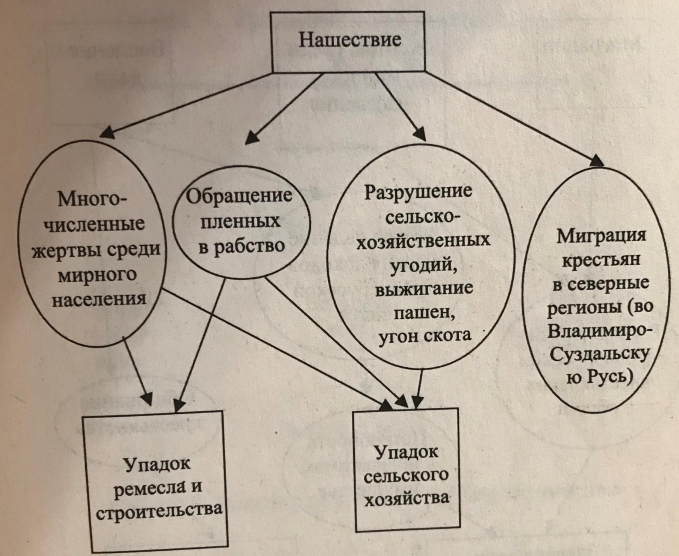 Нашествие
Много-
численные
жертвы среди
мирного
населения
Обращение
пленных
в рабство
Разрушение
сельско-
хозяйственных
угодий,
выжигание
пашен,
угон скота
Миграция
крестьян
в северные
регионы (во
Владимиро-
Суздальску
ю Русь)
Упадок
ремесла и
строительства
Упадок
сельского
хозяйства